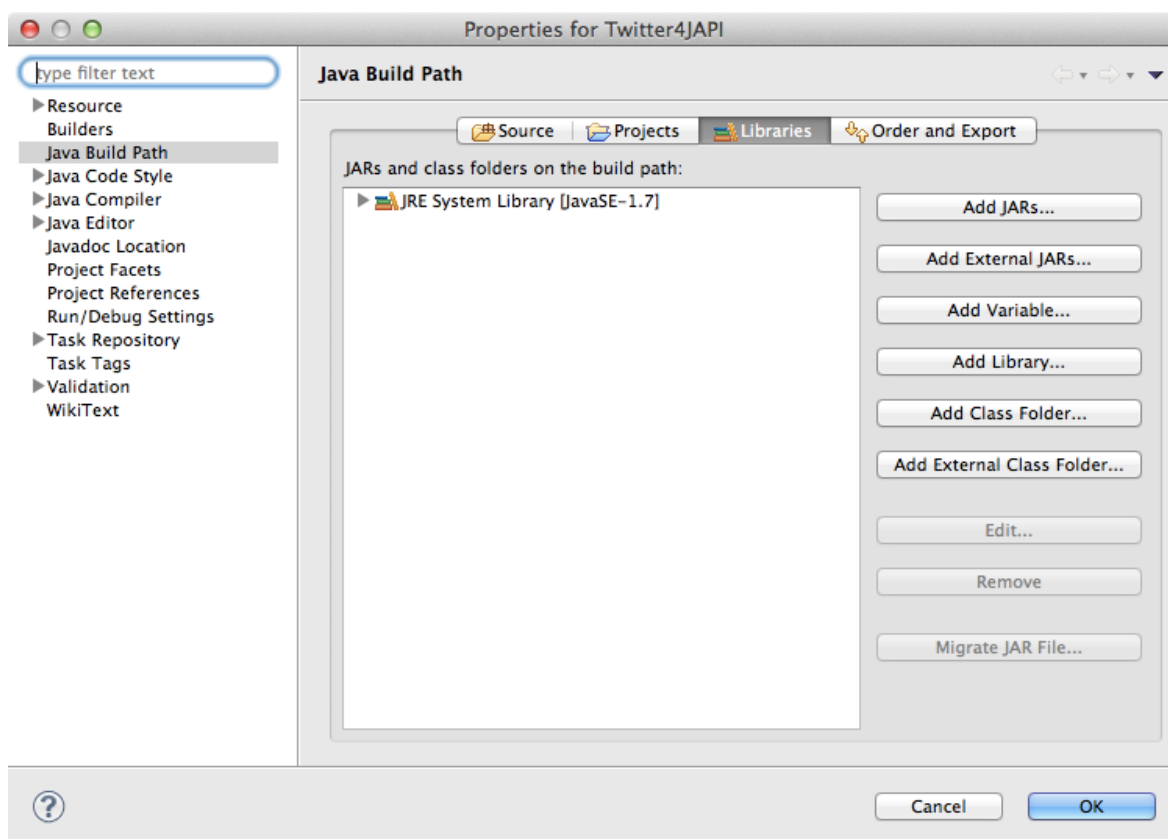 Properties for Twitter4JAPI
type filter text
Resource
Builders
Java Build Path
Java Code Style
Java Compiler
Java Editor
Javadoc Location
Project Facets
Project References
Run/Debug Settings
Task Repository
Task Tags
Validation
WikiText
Java Build Path
Source Projects Libraries Order and Export
JARs and class folders on the build path:
JRE System Library [JavaSE-1.7]
Add JARs...
Add External JARs...
Add Variable...
Add Library...
Add Class Folder...
Add External Class Folder...
Edit...
Remove
Migrate JAR File...
?
Cancel OK